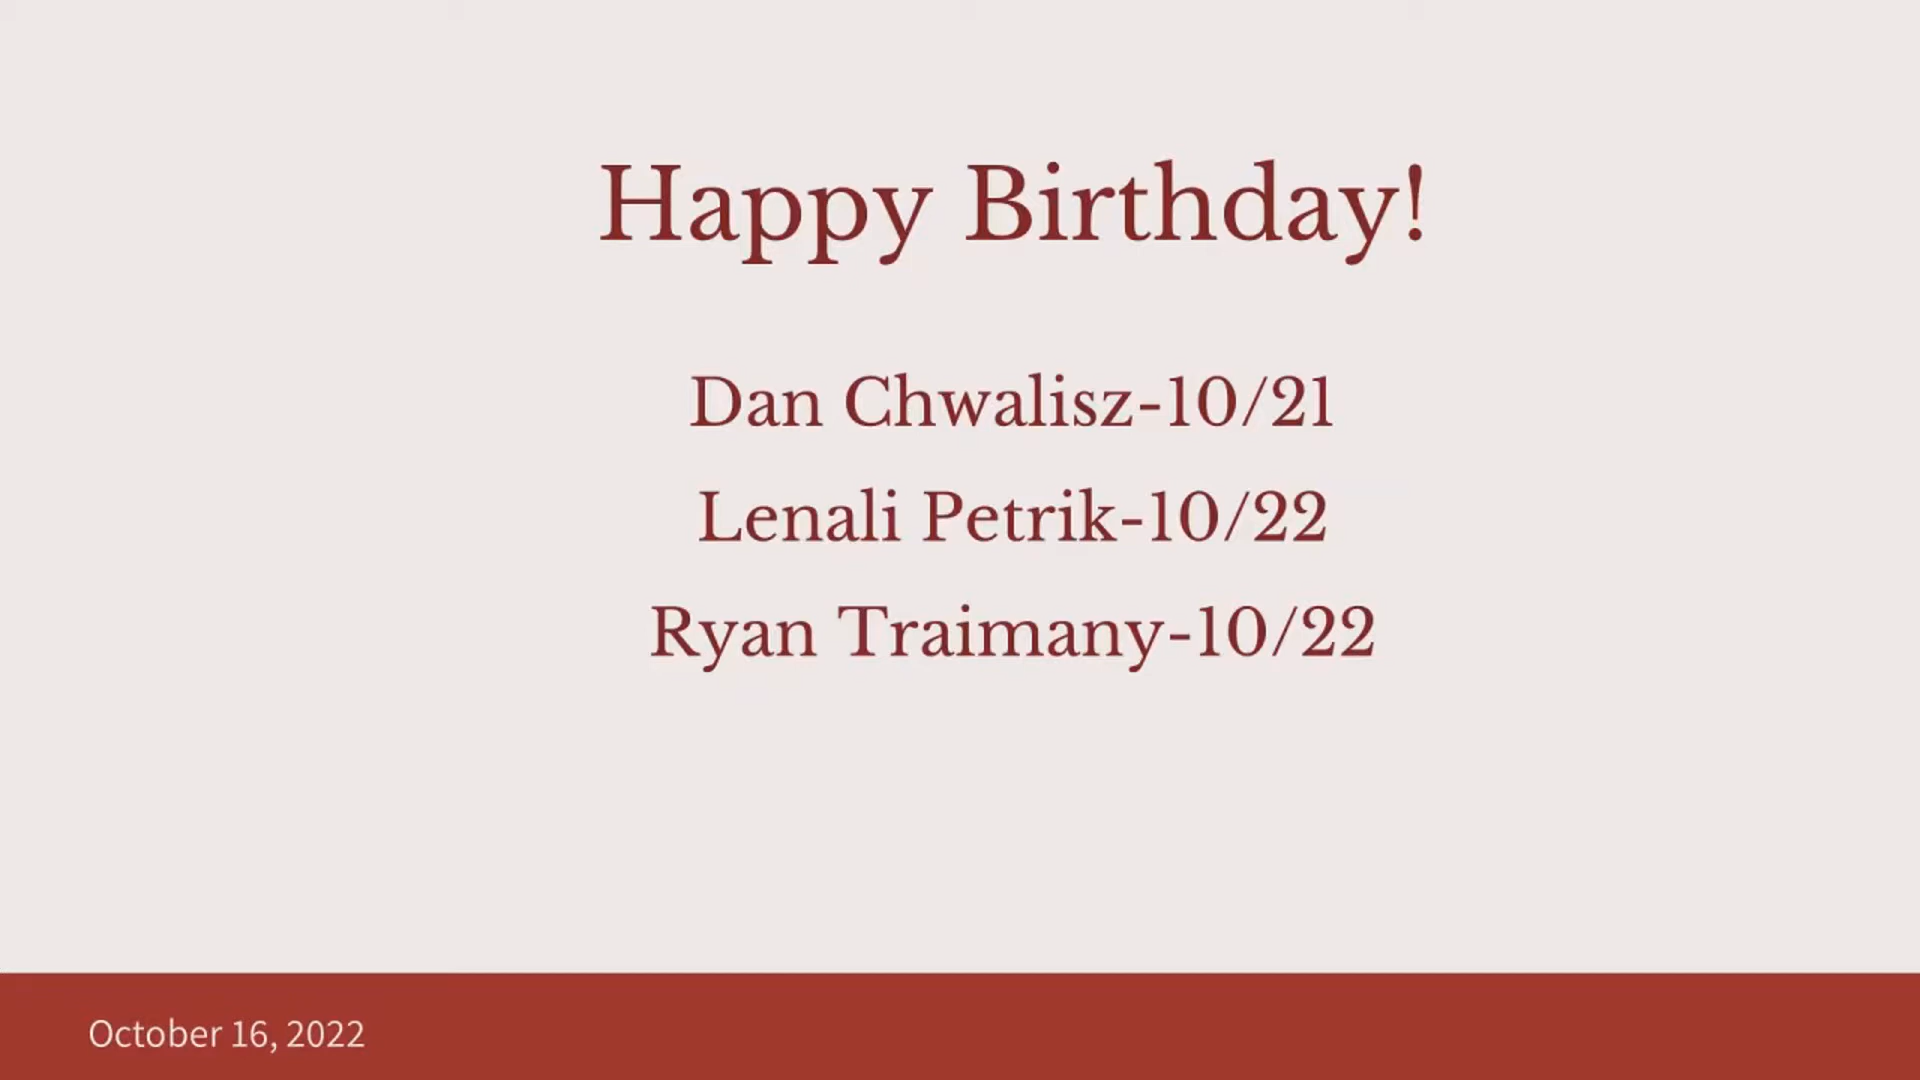 Happy Birthday!
Dan Chwalisz-10/21
Lenali Petrik-10/22
Ryan Traimany-10/22
October 16, 2022